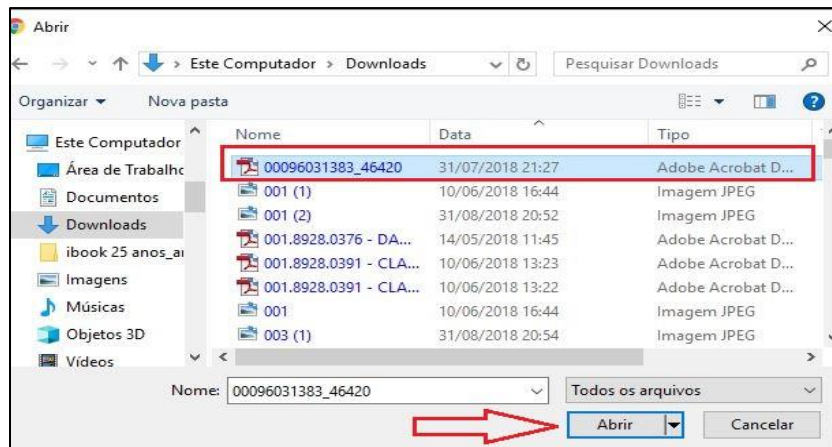 Abrir
Este Computador > Downloads
Pesquisar Downloads
Organizar
Nova pasta
Este Computador
Área de Trabalho
Documentos
Downloads
ibook 25 anos_ar
Imagens
Músicas
Objetos 3D
Vídeos
Nome Data Tipo
00096031383_46420 31/07/2018 21:27 Adobe Acrobat D...
001 (1) 10/06/2018 16:44 Imagem JPEG
001 (2) 31/08/2018 20:52 Imagem JPEG
001.8928.0376 - DA... 14/05/2018 11:45 Adobe Acrobat D...
001.8928.0391 - CLA... 10/06/2018 13:23 Adobe Acrobat D...
001.8928.0391 - CLA... 10/06/2018 13:22 Adobe Acrobat D...
001 10/06/2018 16:44 Imagem JPEG
003 (1) 31/08/2018 20:54 Imagem JPEG
Nome: 00096031383_46420
Todos os arquivos
Abrir
Cancelar